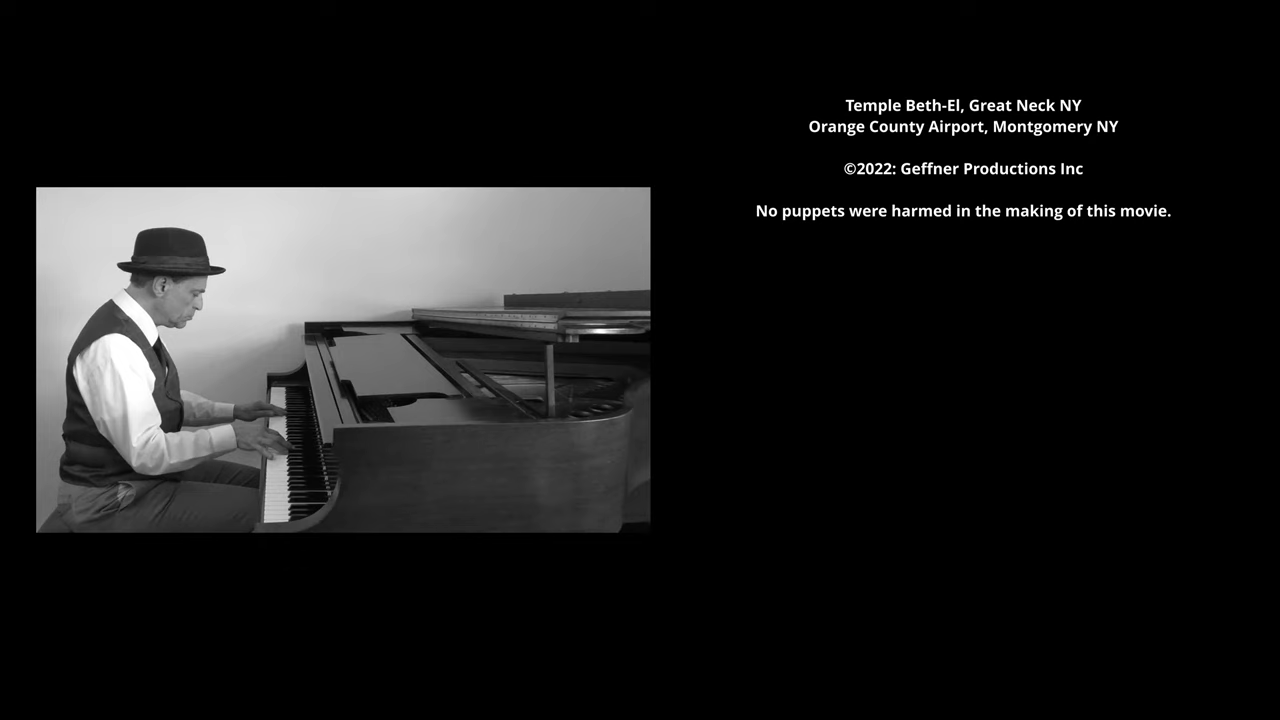 Temple Beth-El, Great Neck NY
Orange County Airport, Montgomery NY
©2022: Geffner Productions Inc
No puppets were harmed in the making of this movie.